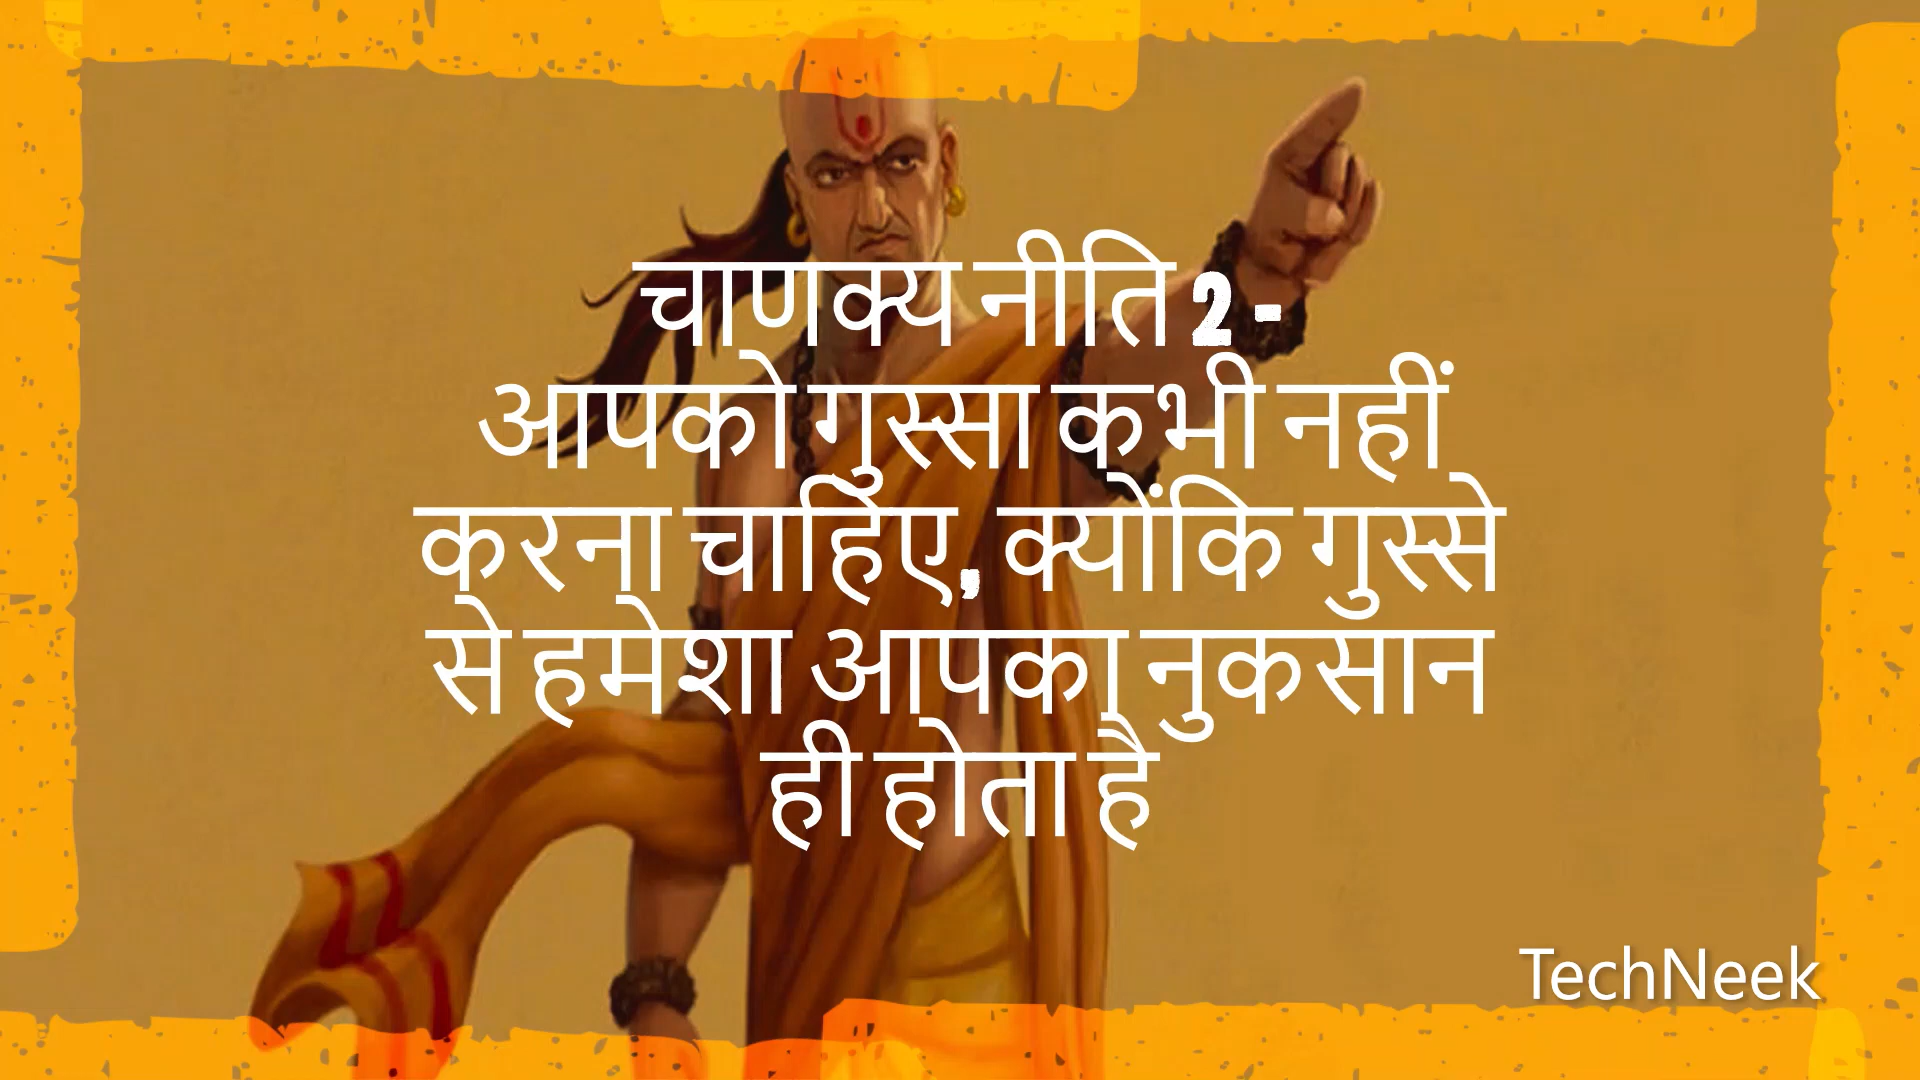 चाणक्य नीति 2 -
आपको गुस्सा कभी नहीं
करना चाहिए, क्योंकि गुस्से
से हमेशा आपका नुकसान
ही होता है
TechNeek